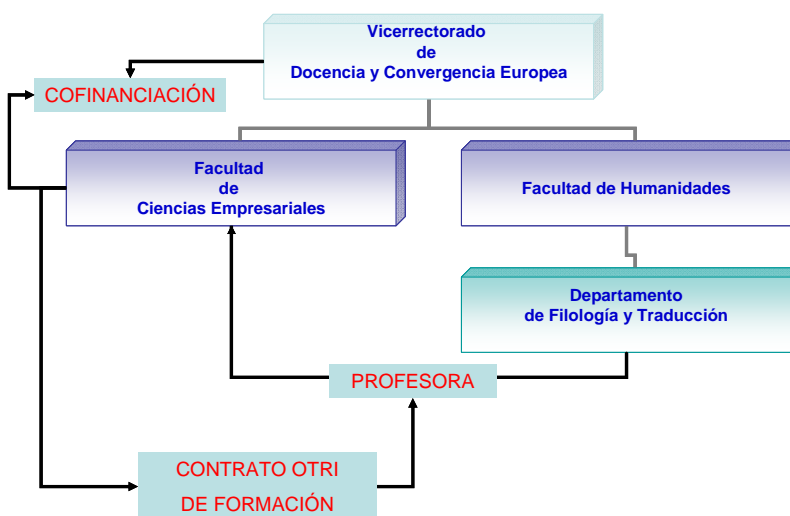 Vicerrectorado
de
Docencia y Convergencia Europea
COFINANCIACIÓN
Facultad
de
Ciencias Empresariales
Facultad de Humanidades
Departamento
de Filología y Traducción
PROFESORA
CONTRATO OTRI
DE FORMACIÓN